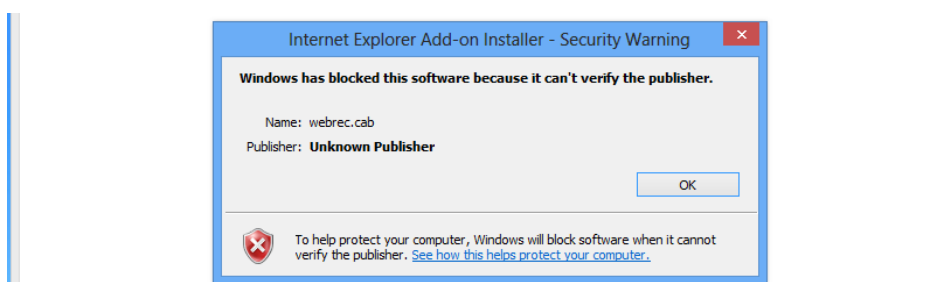 Internet Explorer Add-on Installer - Security Warning
Windows has blocked this software because it can't verify the publisher.
Name: webrec.cab
Publisher: Unknown Publisher
OK
To help protect your computer, Windows will block software when it cannot
verify the publisher. See how this helps protect your computer.